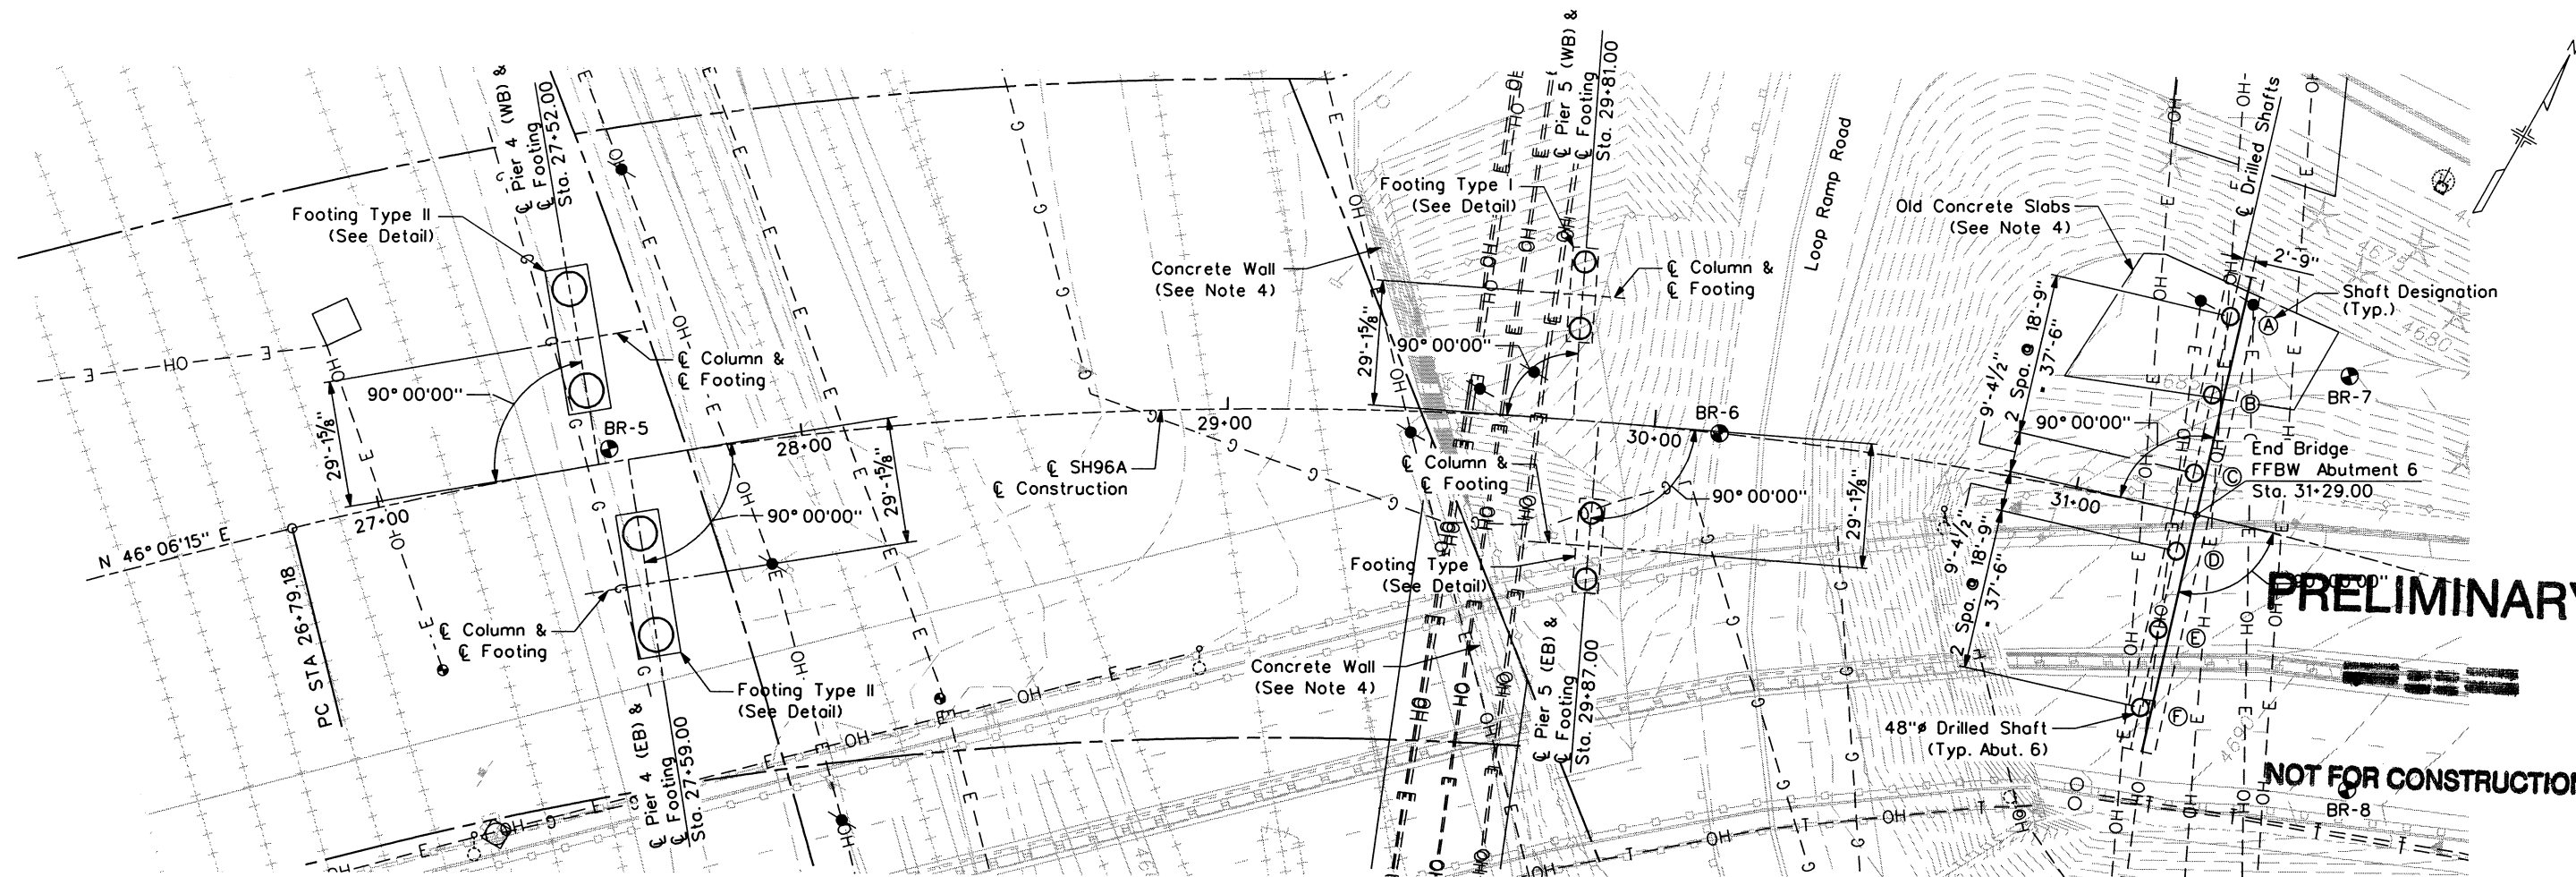 ℄ Pier 4 (WB) &
℄ Footing
Sta. 27+52.00
Footing Type II
(See Detail)
℄ Column &
℄ Footing
90° 00'00"
29'-1⅝"
BR-5
N 46° 06'15" E
27+00
PC STA 26+79.18
28+00
29'-1⅝"
90° 00'00"
℄ Column &
℄ Footing
Footing Type II
(See Detail)
℄ Pier 4 (EB) &
℄ Footing
Sta. 27+59.00
29+00
℄ SH96A
℄ Construction
Concrete Wall
(See Note 4)
Footing Type I
(See Detail)
℄ Pier 5 (WB) &
℄ Footing
Sta. 29+81.00
℄ Column &
℄ Footing
29'-1⅝"
90° 00'00"
BR-6
30+00
℄ Column &
℄ Footing
90° 00'00"
29'-1⅝"
Footing Type I
(See Detail)
Concrete Wall
(See Note 4)
℄ Pier 5 (EB) &
℄ Footing
Sta. 29+87.00
Loop Ramp Road
Old Concrete Slabs
(See Note 4)
℄ Drilled Shafts
2'-9"
Shaft Designation
(Typ.)
A
B
C
D
E
F
BR-7
2 Spa. @ 18'-9"
= 37'-6"
9'-4½"
90° 00'00"
31+00
End Bridge
FFBW Abutment 6
Sta. 31+29.00
9'-4½"
2 Spa. @ 18'-9"
= 37'-6"
48"ø Drilled Shaft
(Typ. Abut. 6)
4675
4680
PRELIMINARY
NOT FOR CONSTRUCTION
BR-8